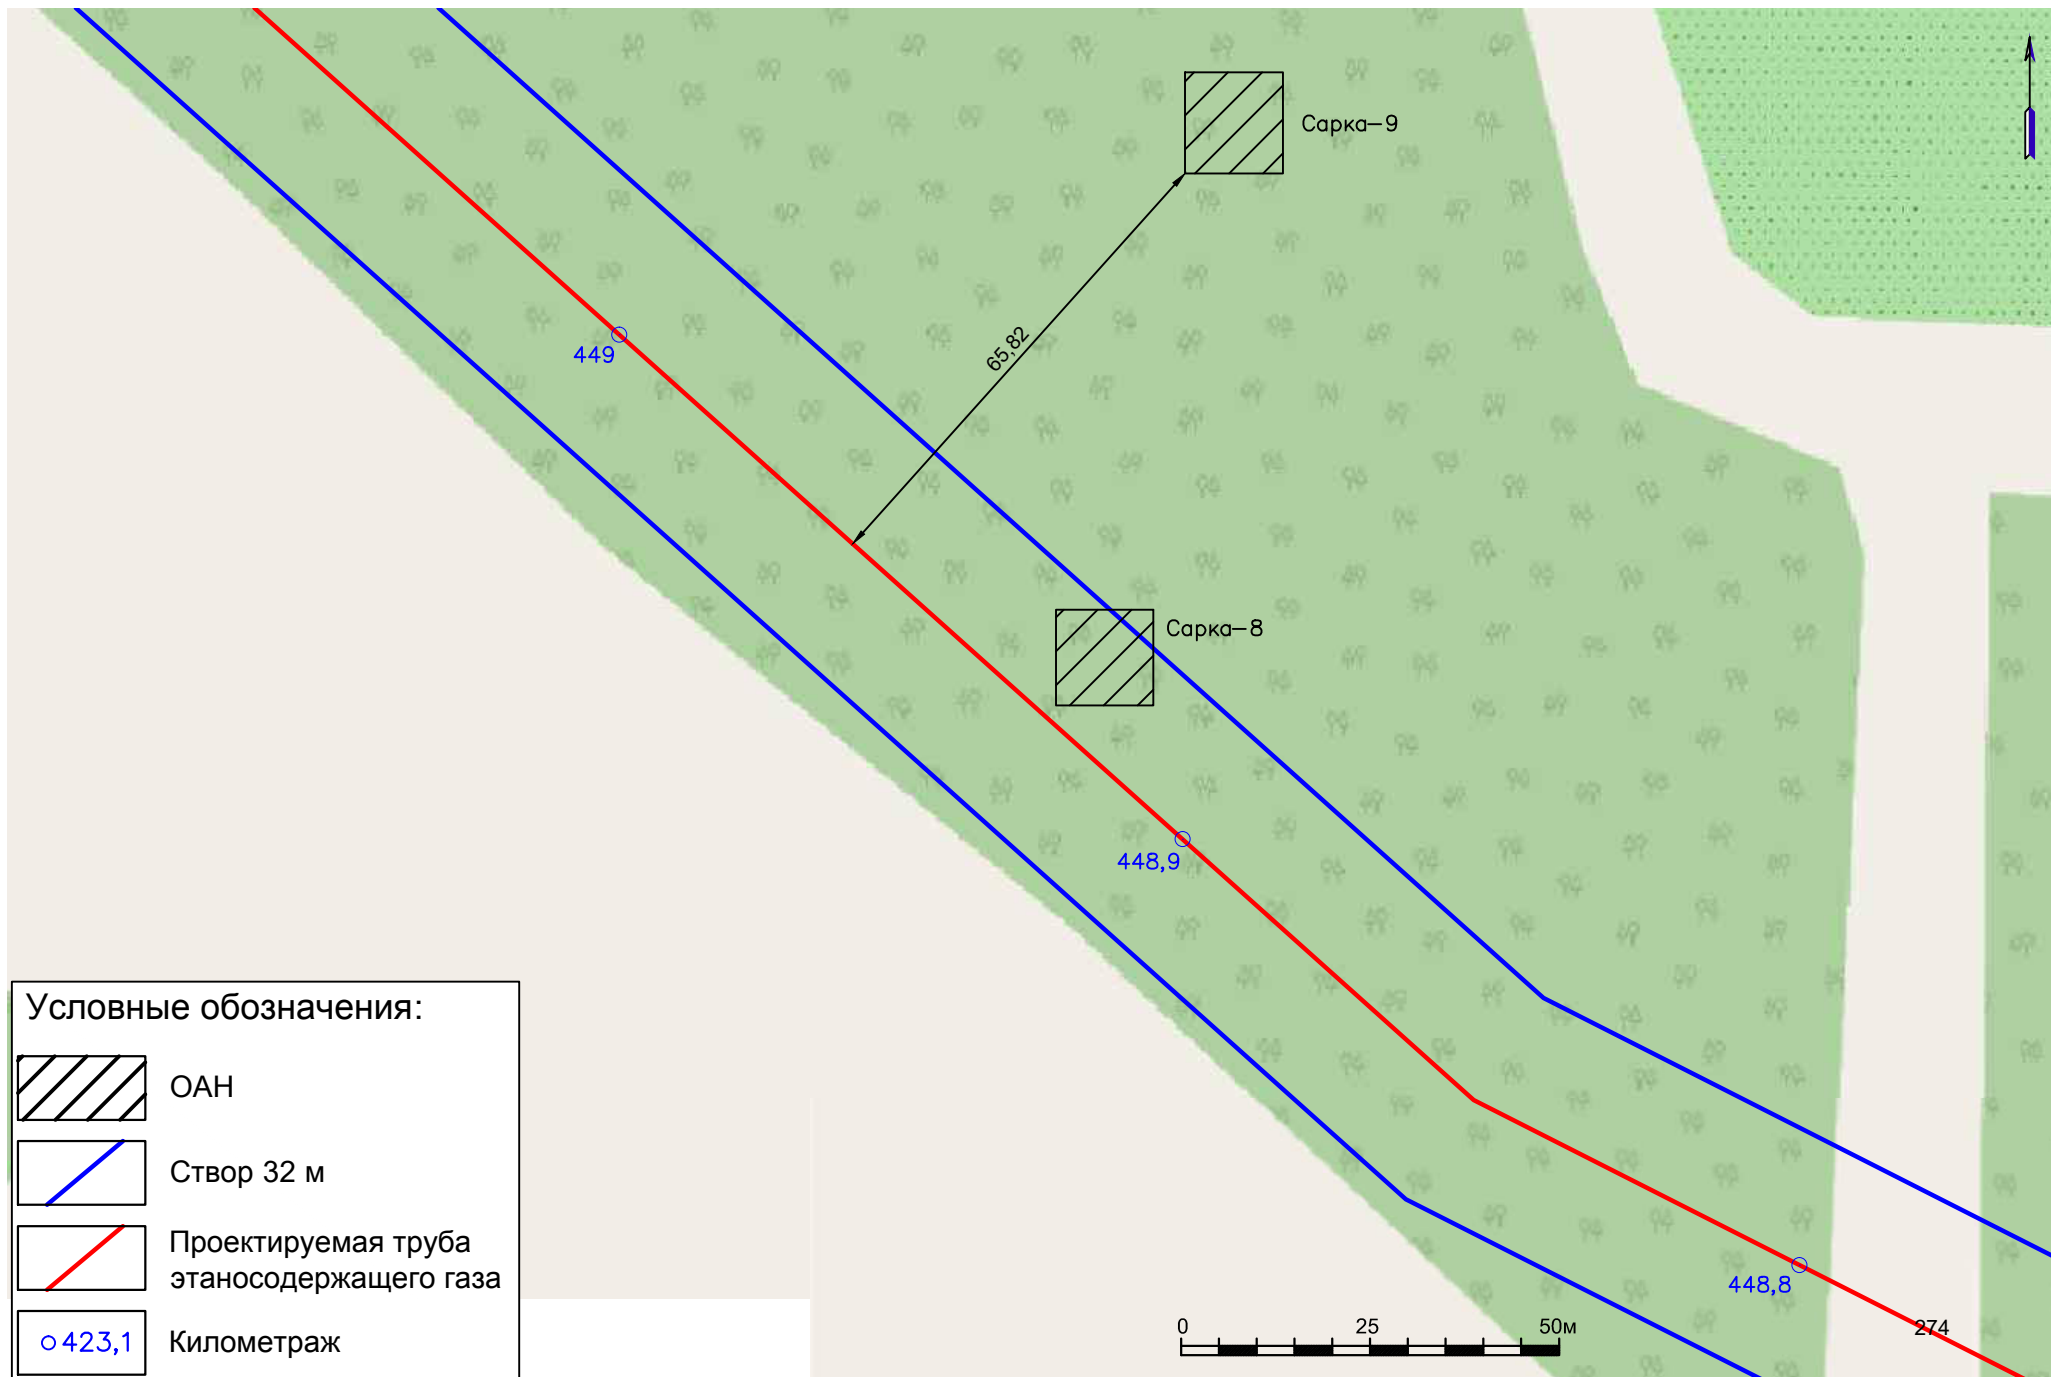 Сарка–9
65,82
449
Сарка–8
448,9
Условные обозначения:
ОАН
Створ 32 м
Проектируемая труба
этаносодержащего газа
423,1 Километраж
448,8
0 25 50м
274